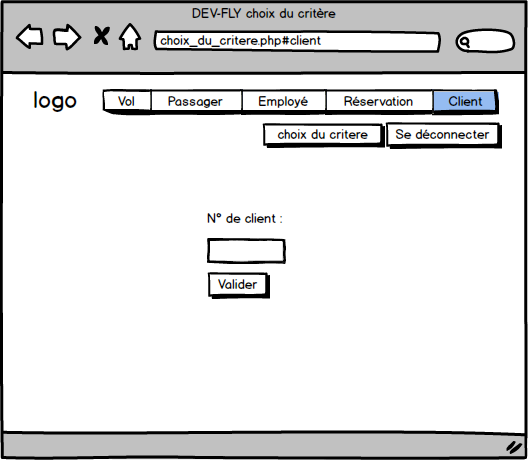 DEV-FLY choix du critère
choix_du_critere.php#client
logo
Vol Passager Employé Réservation Client
choix du critere Se déconnecter
N° de client :
Valider